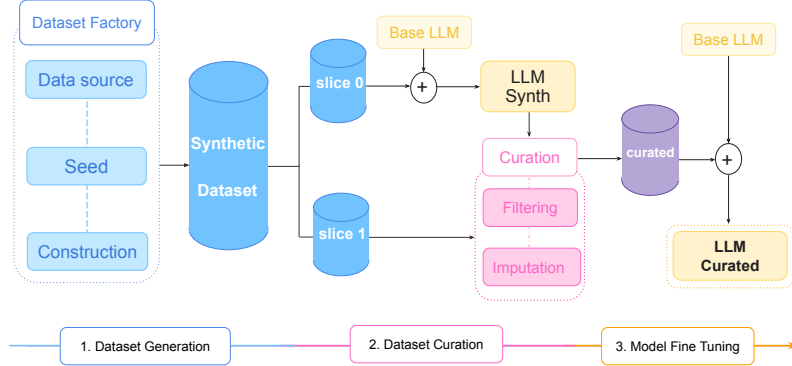 Dataset Factory
Data source
Seed
Construction
Synthetic
Dataset
slice 0
slice 1
Base LLM
+
LLM
Synth
Curation
Filtering
Imputation
curated
Base LLM
+
LLM
Curated
1. Dataset Generation
2. Dataset Curation
3. Model Fine Tuning